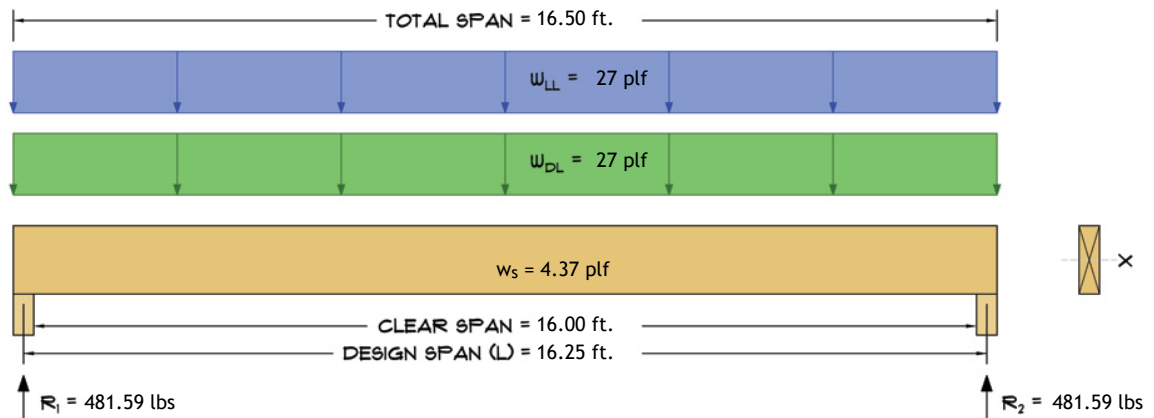 TOTAL SPAN = 16.50 ft.
WLL = 27 plf
WDL = 27 plf
ws = 4.37 plf
X
CLEAR SPAN = 16.00 ft.
DESIGN SPAN (L) = 16.25 ft.
R1 = 481.59 lbs
R2 = 481.59 lbs